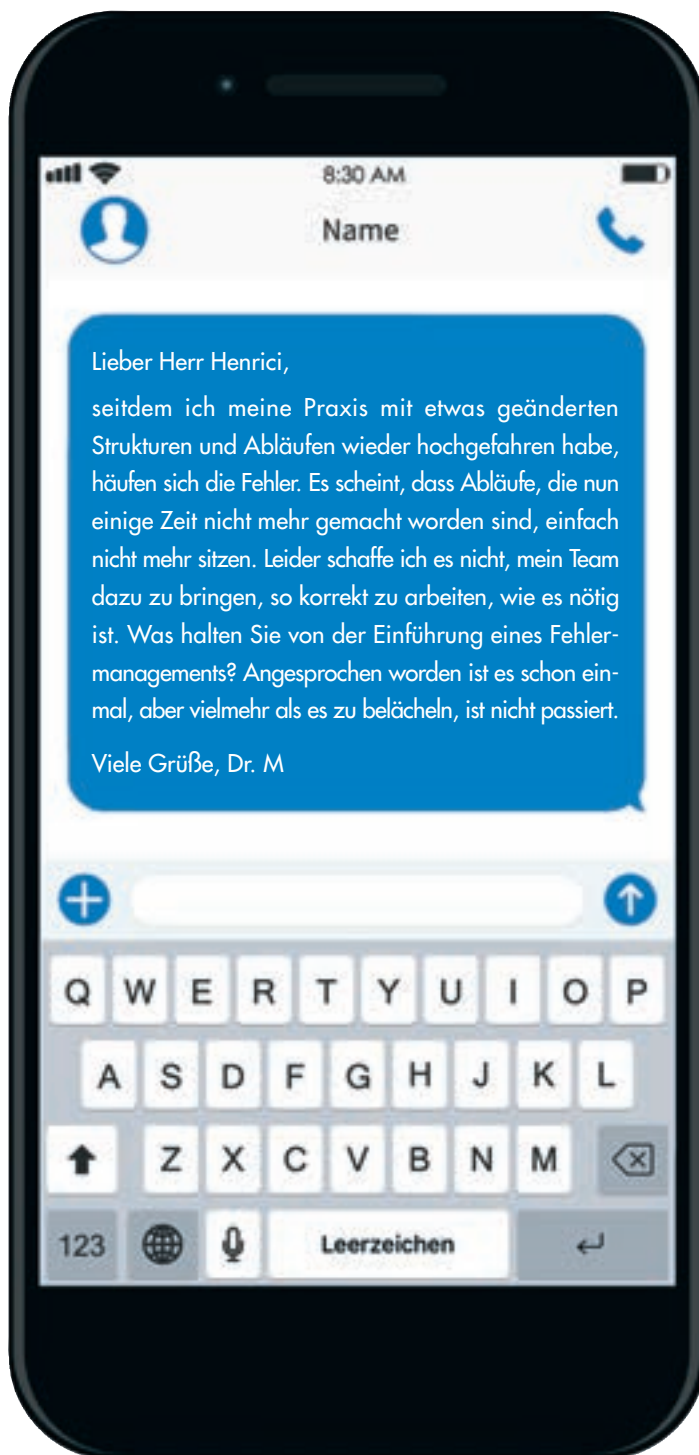 8:30 AM
Name
Lieber Herr Henrici,
seitdem ich meine Praxis mit etwas geänderten
Strukturen und Abläufen wieder hochgefahren habe,
häufen sich die Fehler. Es scheint, dass Abläufe, die nun
einige Zeit nicht mehr gemacht worden sind, einfach
nicht mehr sitzen. Leider schaffe ich es nicht, mein Team
dazu zu bringen, so korrekt zu arbeiten, wie es nötig
ist. Was halten Sie von der Einführung eines Fehler-
managements? Angesprochen worden ist es schon ein-
mal, aber vielmehr als es zu belächeln, ist nicht passiert.
Viele Grüße, Dr. M
Q W E R T Y U I O P
A S D F G H J K L
Z X C V B N M
123 Leerzeichen